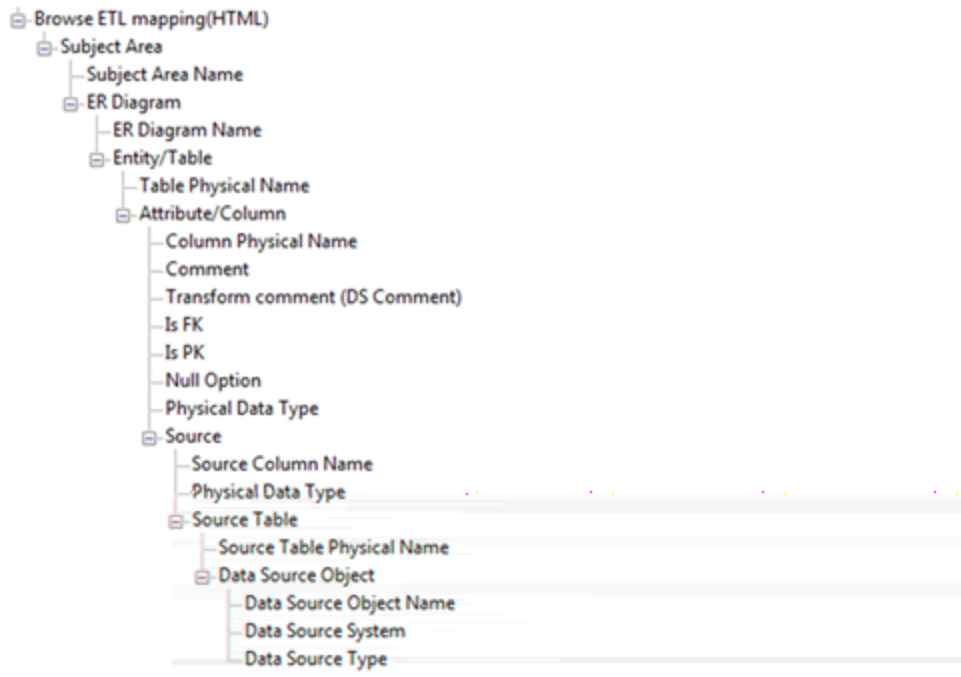 Browse ETL mapping(HTML)
Subject Area
Subject Area Name
ER Diagram
ER Diagram Name
Entity/Table
Table Physical Name
Attribute/Column
Column Physical Name
Comment
Transform comment (DS Comment)
Is FK
Is PK
Null Option
Physical Data Type
Source
Source Column Name
Physical Data Type
Source Table
Source Table Physical Name
Data Source Object
Data Source Object Name
Data Source System
Data Source Type